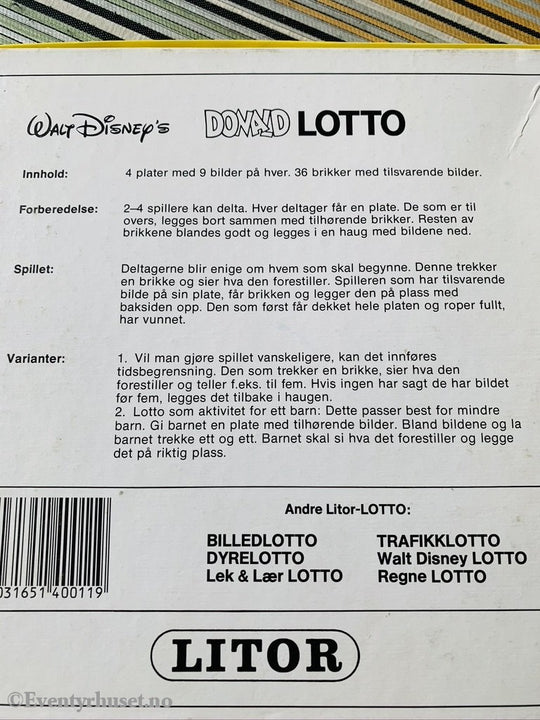 WALT DISNEY'S DONALD LOTTO
Innhold: 4 plater med 9 bilder på hver. 36 brikker med tilsvarende bilder.
Forberedelse: 2–4 spillere kan delta. Hver deltager får en plate. De som er til
overs, legges bort sammen med tilhørende brikker. Resten av
brikkene blandes godt og legges i en haug med bildene ned.
Spillet: Deltagerne blir enige om hvem som skal begynne. Denne trekker
en brikke og sier hva den forestiller. Spilleren som har tilsvarende
bilde på sin plate, får brikken og legger den på plass med
baksiden opp. Den som først får dekket hele platen og roper fullt,
har vunnet.
Varianter: 1. Vil man gjøre spillet vanskeligere, kan det innføres
tidsbegrensning. Den som trekker en brikke, sier hva den
forestiller og teller f.eks. til fem. Hvis ingen har sagt de har bildet
før fem, legges det tilbake i haugen.
2. Lotto som aktivitet for ett barn: Dette passer best for mindre
barn. Gi barnet en plate med tilhørende bilder. Bland bildene og la
barnet trekke ett og ett. Barnet skal si hva det forestiller og legge
det på riktig plass.
Andre Litor-LOTTO:
BILLEDLOTTO TRAFIKKLOTTO
DYRELOTTO Walt Disney LOTTO
Lek & Lær LOTTO Regne LOTTO
031651 400119
LITOR
©Eventyrhuset.no